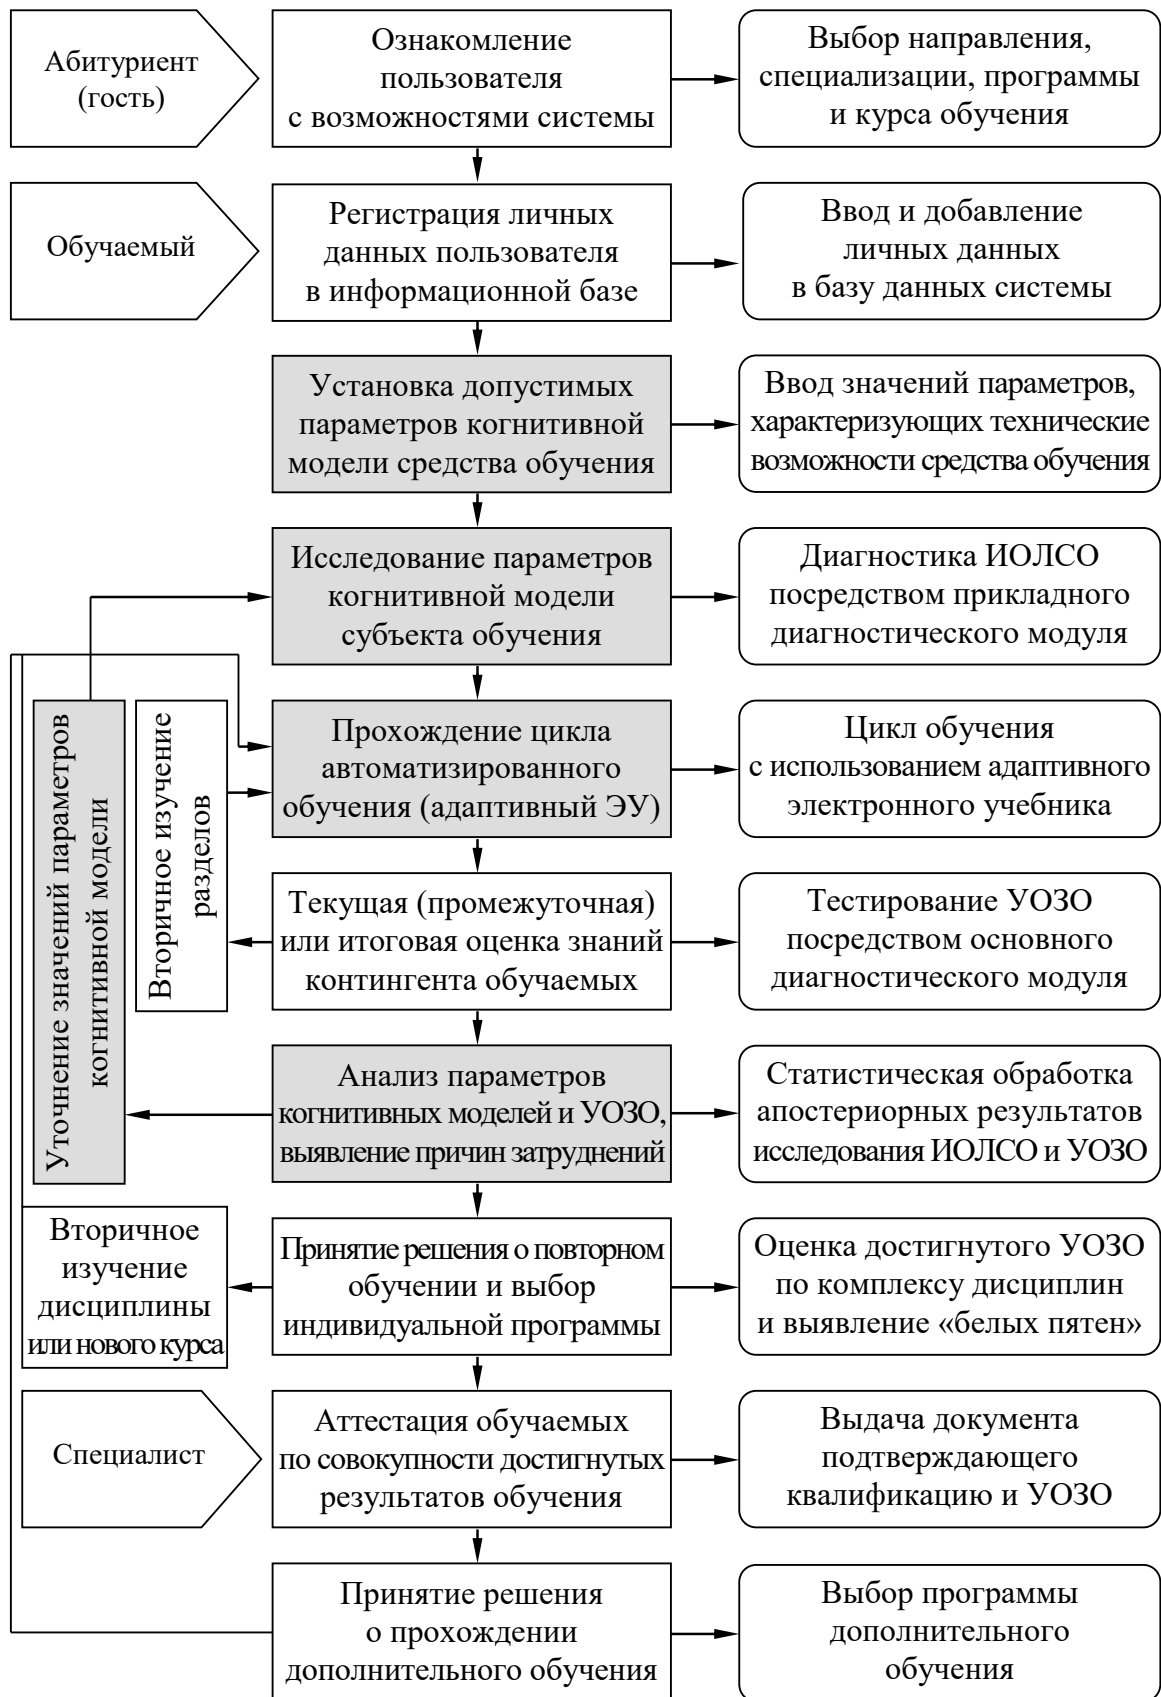 Абитуриент
(гость)
Ознакомление
пользователя
с возможностями системы
Выбор направления,
специализации, программы
и курса обучения
Обучаемый
Регистрация личных
данных пользователя
в информационной базе
Ввод и добавление
личных данных
в базу данных системы
Установка допустимых
параметров когнитивной
модели средства обучения
Ввод значений параметров,
характеризующих технические
возможности средства обучения
Исследование параметров
когнитивной модели
субъекта обучения
Диагностика ИОЛСО
посредством прикладного
диагностического модуля
Уточнение значений параметров
когнитивной модели
Вторичное изучение
разделов
Прохождение цикла
автоматизированного
обучения (адаптивный ЭУ)
Цикл обучения
с использованием адаптивного
электронного учебника
Текущая (промежуточная)
или итоговая оценка знаний
контингента обучаемых
Тестирование УОЗО
посредством основного
диагностического модуля
Анализ параметров
когнитивных моделей и УОЗО,
выявление причин затруднений
Статистическая обработка
апостериорных результатов
исследования ИОЛСО и УОЗО
Вторичное
изучение
дисциплины
или нового курса
Принятие решения о повторном
обучении и выбор
индивидуальной программы
Оценка достигнутого УОЗО
по комплексу дисциплин
и выявление «белых пятен»
Специалист
Аттестация обучаемых
по совокупности достигнутых
результатов обучения
Выдача документа
подтверждающего
квалификацию и УОЗО
Принятие решения
о прохождении
дополнительного обучения
Выбор программы
дополнительного
обучения